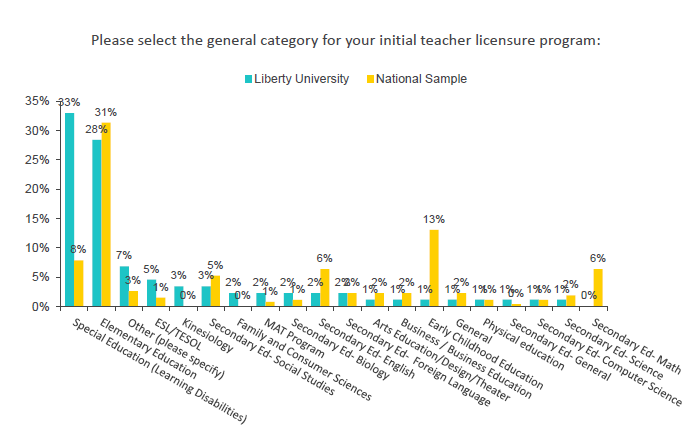 Please select the general category for your initial teacher licensure program:
Liberty University National Sample
35%
30%
25%
20%
15%
10%
5%
0%
33% 8%
28% 31%
7% 3%
5% 1%
3% 0%
3% 5%
2% 0%
2% 1%
2% 1%
2% 6%
2% 2%
1% 2%
1% 2%
1% 13%
1% 2%
1% 1%
1% 0%
1% 1%
1% 2%
0% 6%
Special Education (Learning Disabilities)
Elementary Education
Other (please specify)
ESL/TESOL
Kinesiology
Secondary Ed- Social Studies
Family and Consumer Sciences
MAT Program
Secondary Ed- Biology
Secondary Ed- English
Secondary Ed- Foreign Language
Arts Education/Design/Theater
Business / Business Education
Early Childhood Education
General
Physical education
Secondary Ed- General
Secondary Ed- Computer Science
Secondary Ed- Science
Secondary Ed- Math